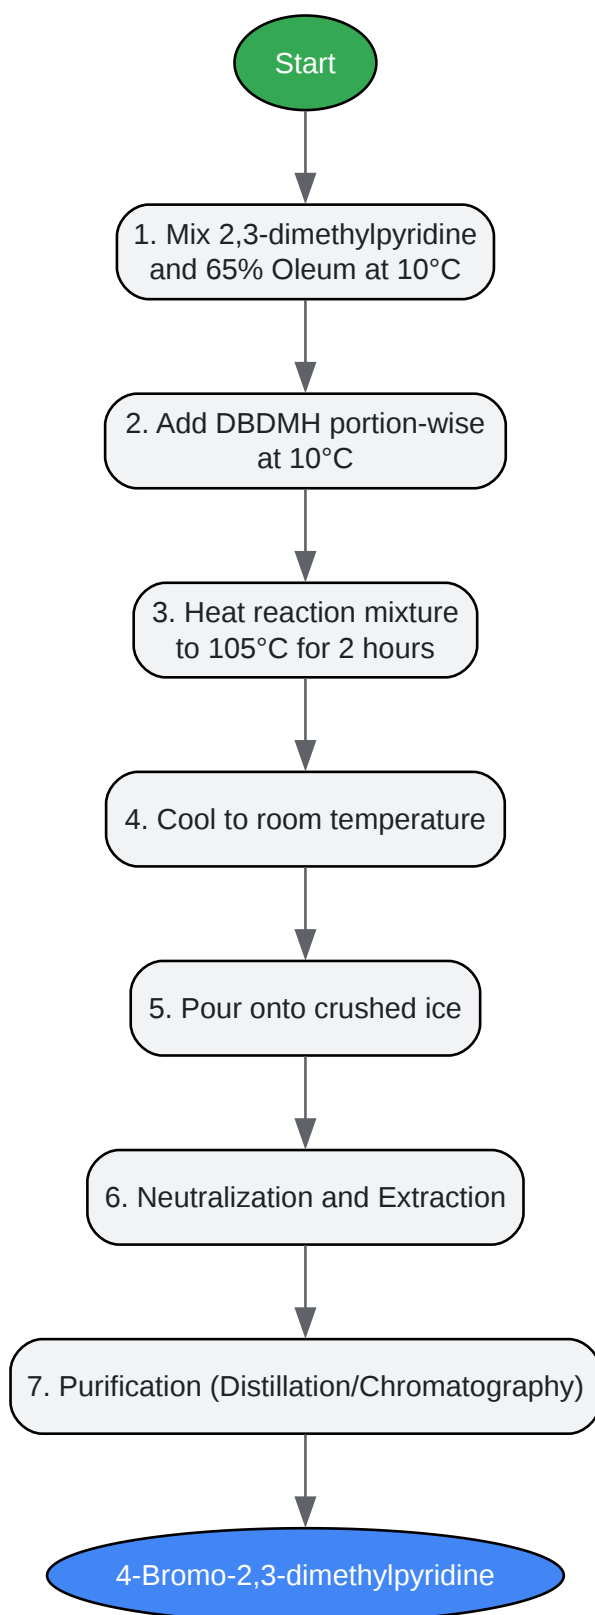 Start
1. Mix 2,3-dimethylpyridine
and 65% Oleum at 10°C
2. Add DBDMH portion-wise
at 10°C
3. Heat reaction mixture
to 105°C for 2 hours
4. Cool to room temperature
5. Pour onto crushed ice
6. Neutralization and Extraction
7. Purification (Distillation/Chromatography)
4-Bromo-2,3-dimethylpyridine